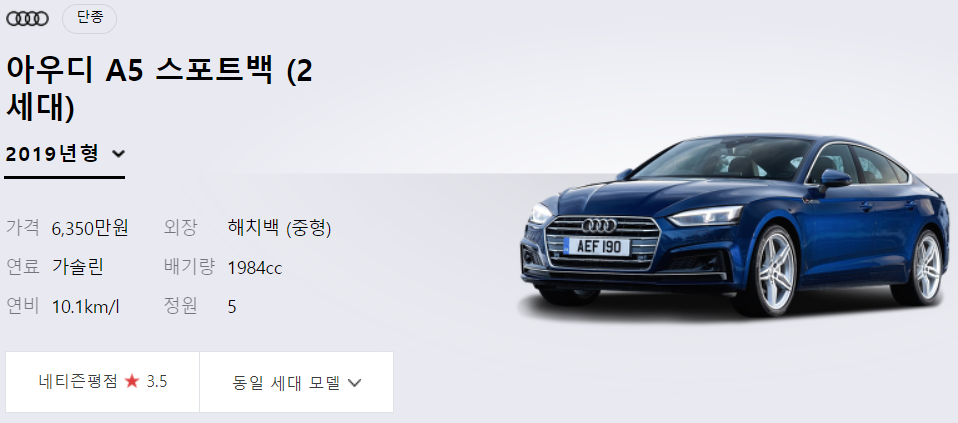 단종
아우디 A5 스포트백 (2
세대)
2019년형
가격 6,350만원 외장 해치백 (중형)
연료 가솔린 배기량 1984cc
연비 10.1km/l 정원 5
네티즌평점 ★ 3.5 동일 세대 모델
AEF 190